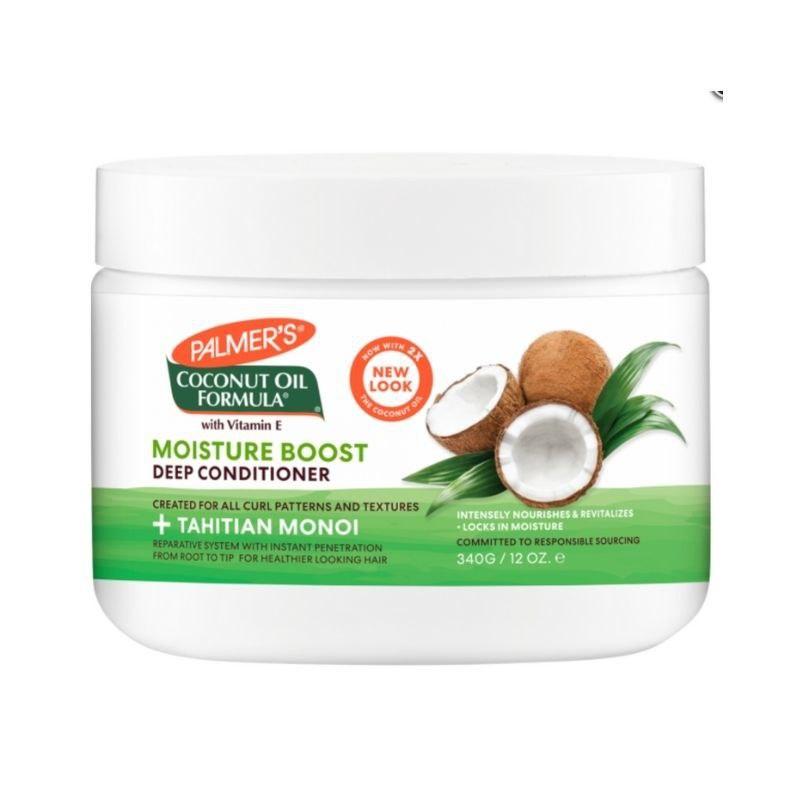 PALMER'S®
COCONUT OIL
FORMULA®
with Vitamin E
MOISTURE BOOST
DEEP CONDITIONER
NOW WITH 2X
NEW
LOOK
THE COCONUT OIL
CREATED FOR ALL CURL PATTERNS AND TEXTURES
+ TAHITIAN MONOI
REPARATIVE SYSTEM WITH INSTANT PENETRATION
FROM ROOT TO TIP FOR HEALTHIER LOOKING HAIR
INTENSELY NOURISHES & REVITALIZES
• LOCKS IN MOISTURE
COMMITTED TO RESPONSIBLE SOURCING
340G / 12 OZ. ℮